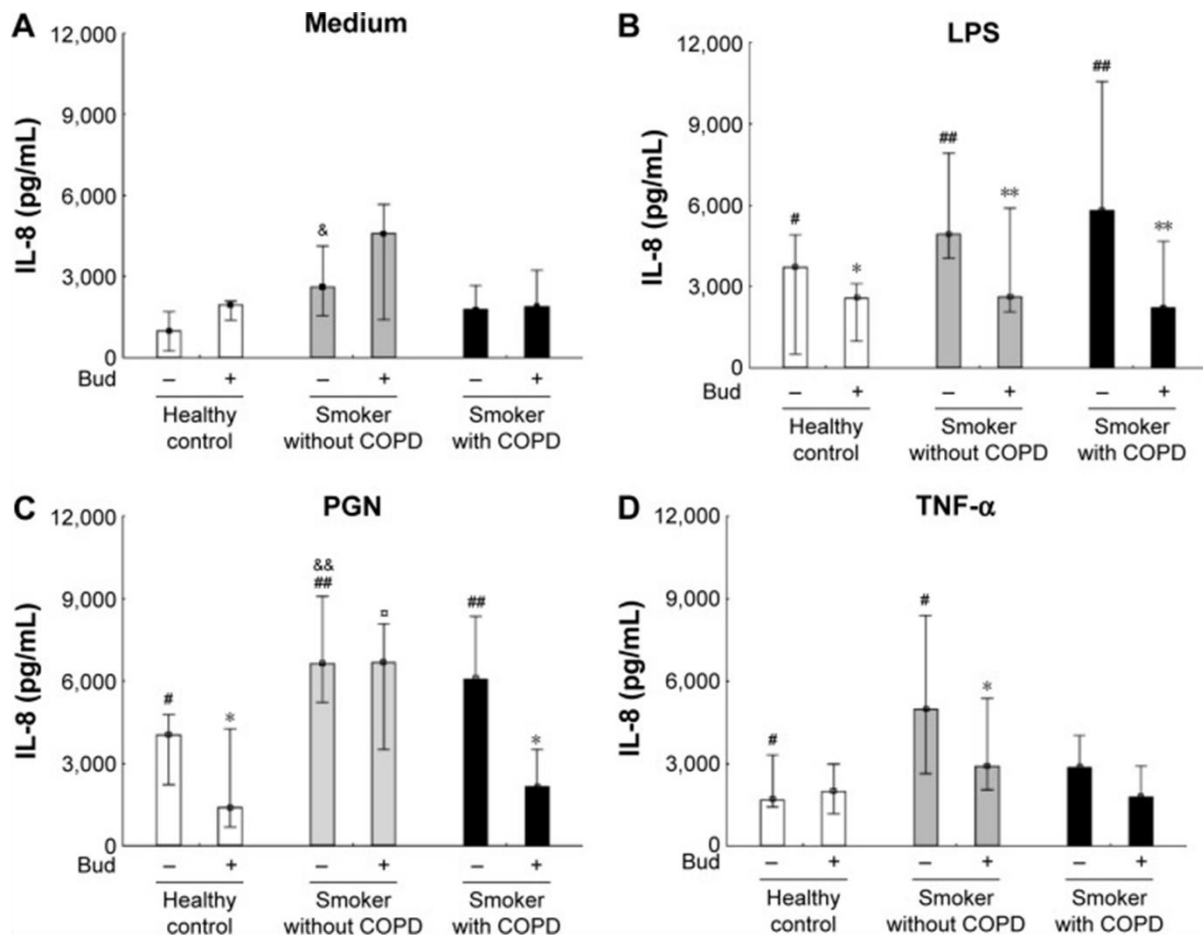 A
Medium
12,000
9,000
6,000
3,000
0
IL-8 (pg/mL)
&
Bud
– + – + – +
Healthy control
Smoker without COPD
Smoker with COPD
B
LPS
12,000
9,000
6,000
3,000
0
IL-8 (pg/mL)
# * ## ** ## **
Bud
– + – + – +
Healthy control
Smoker without COPD
Smoker with COPD
C
PGN
12,000
9,000
6,000
3,000
0
IL-8 (pg/mL)
# * && ## ¤ ## *
Bud
– + – + – +
Healthy control
Smoker without COPD
Smoker with COPD
D
TNF-α
12,000
9,000
6,000
3,000
0
IL-8 (pg/mL)
# # *
Bud
– + – + – +
Healthy control
Smoker without COPD
Smoker with COPD